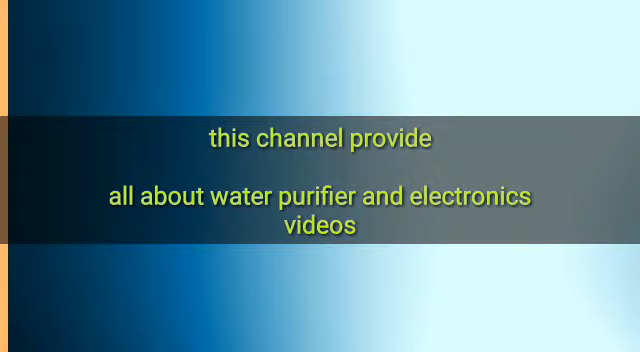 this channel provide
all about water purifier and electronics
videos